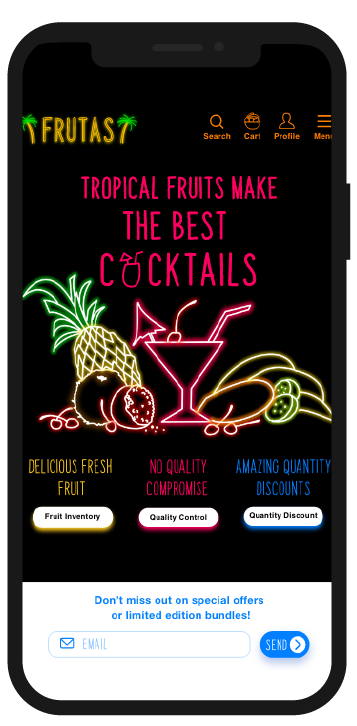 FRUTAS
Search Cart Profile Menu
TROPICAL FRUITS MAKE
THE BEST
COCKTAILS
DELICIOUS FRESH
FRUIT
NO QUALITY
COMPROMISE
AMAZING QUANTITY
DISCOUNTS
Fruit Inventory
Quality Control
Quantity Discount
Don't miss out on special offers
or limited edition bundles!
EMAIL
SEND